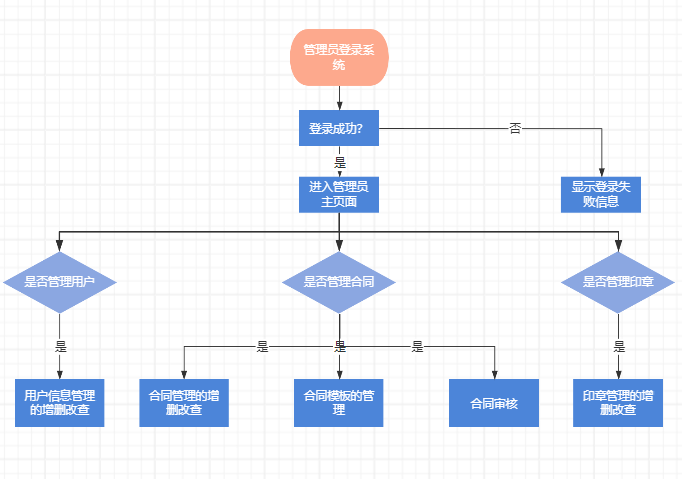 管理员登录系
统
登录成功?
否
是
进入管理员
主页面
显示登录失
败信息
是否管理用户
是否管理合同
是否管理印章
是
是
是
是
是
用户信息管理
的增删改查
合同管理的增
删改查
合同模板的管
理
合同审核
印章管理的增
删改查